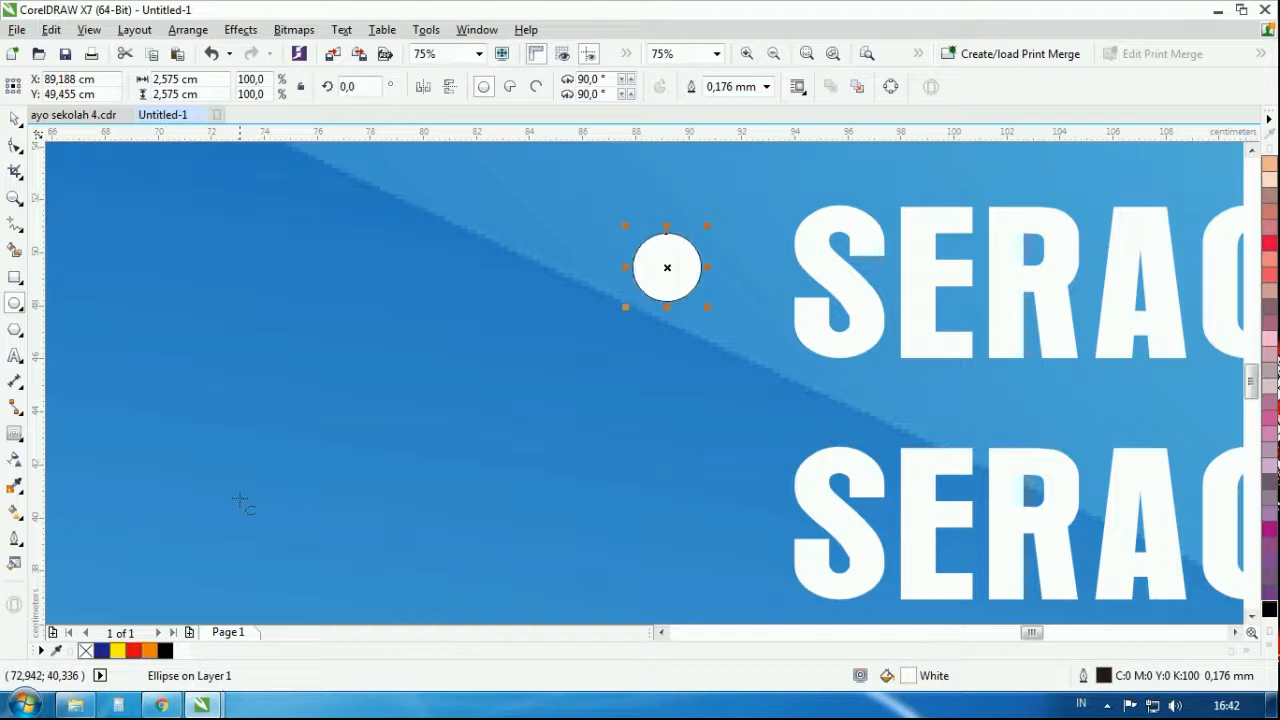 CorelDRAW X7 (64-Bit) - Untitled-1
File Edit View Layout Arrange Effects Bitmaps Text Table Tools Window Help
75% 75% Create/load Print Merge Edit Print Merge
X: 89,188 cm 2,575 cm 100,0 % 0,0 ° 90,0 ° 0,176 mm
Y: 49,455 cm 2,575 cm 100,0 % 90,0 °
ayo sekolah 4.cdr Untitled-1
66 68 70 72 74 76 78 80 82 84 86 88 90 92 94 96 98 100 102 104 106 108 centimeters
SERAG
SERAG
centimeters
1 of 1 Page 1
(72,942; 40,336) Ellipse on Layer 1 White C:0 M:0 Y:0 K:100 0,176 mm
IN 16:42